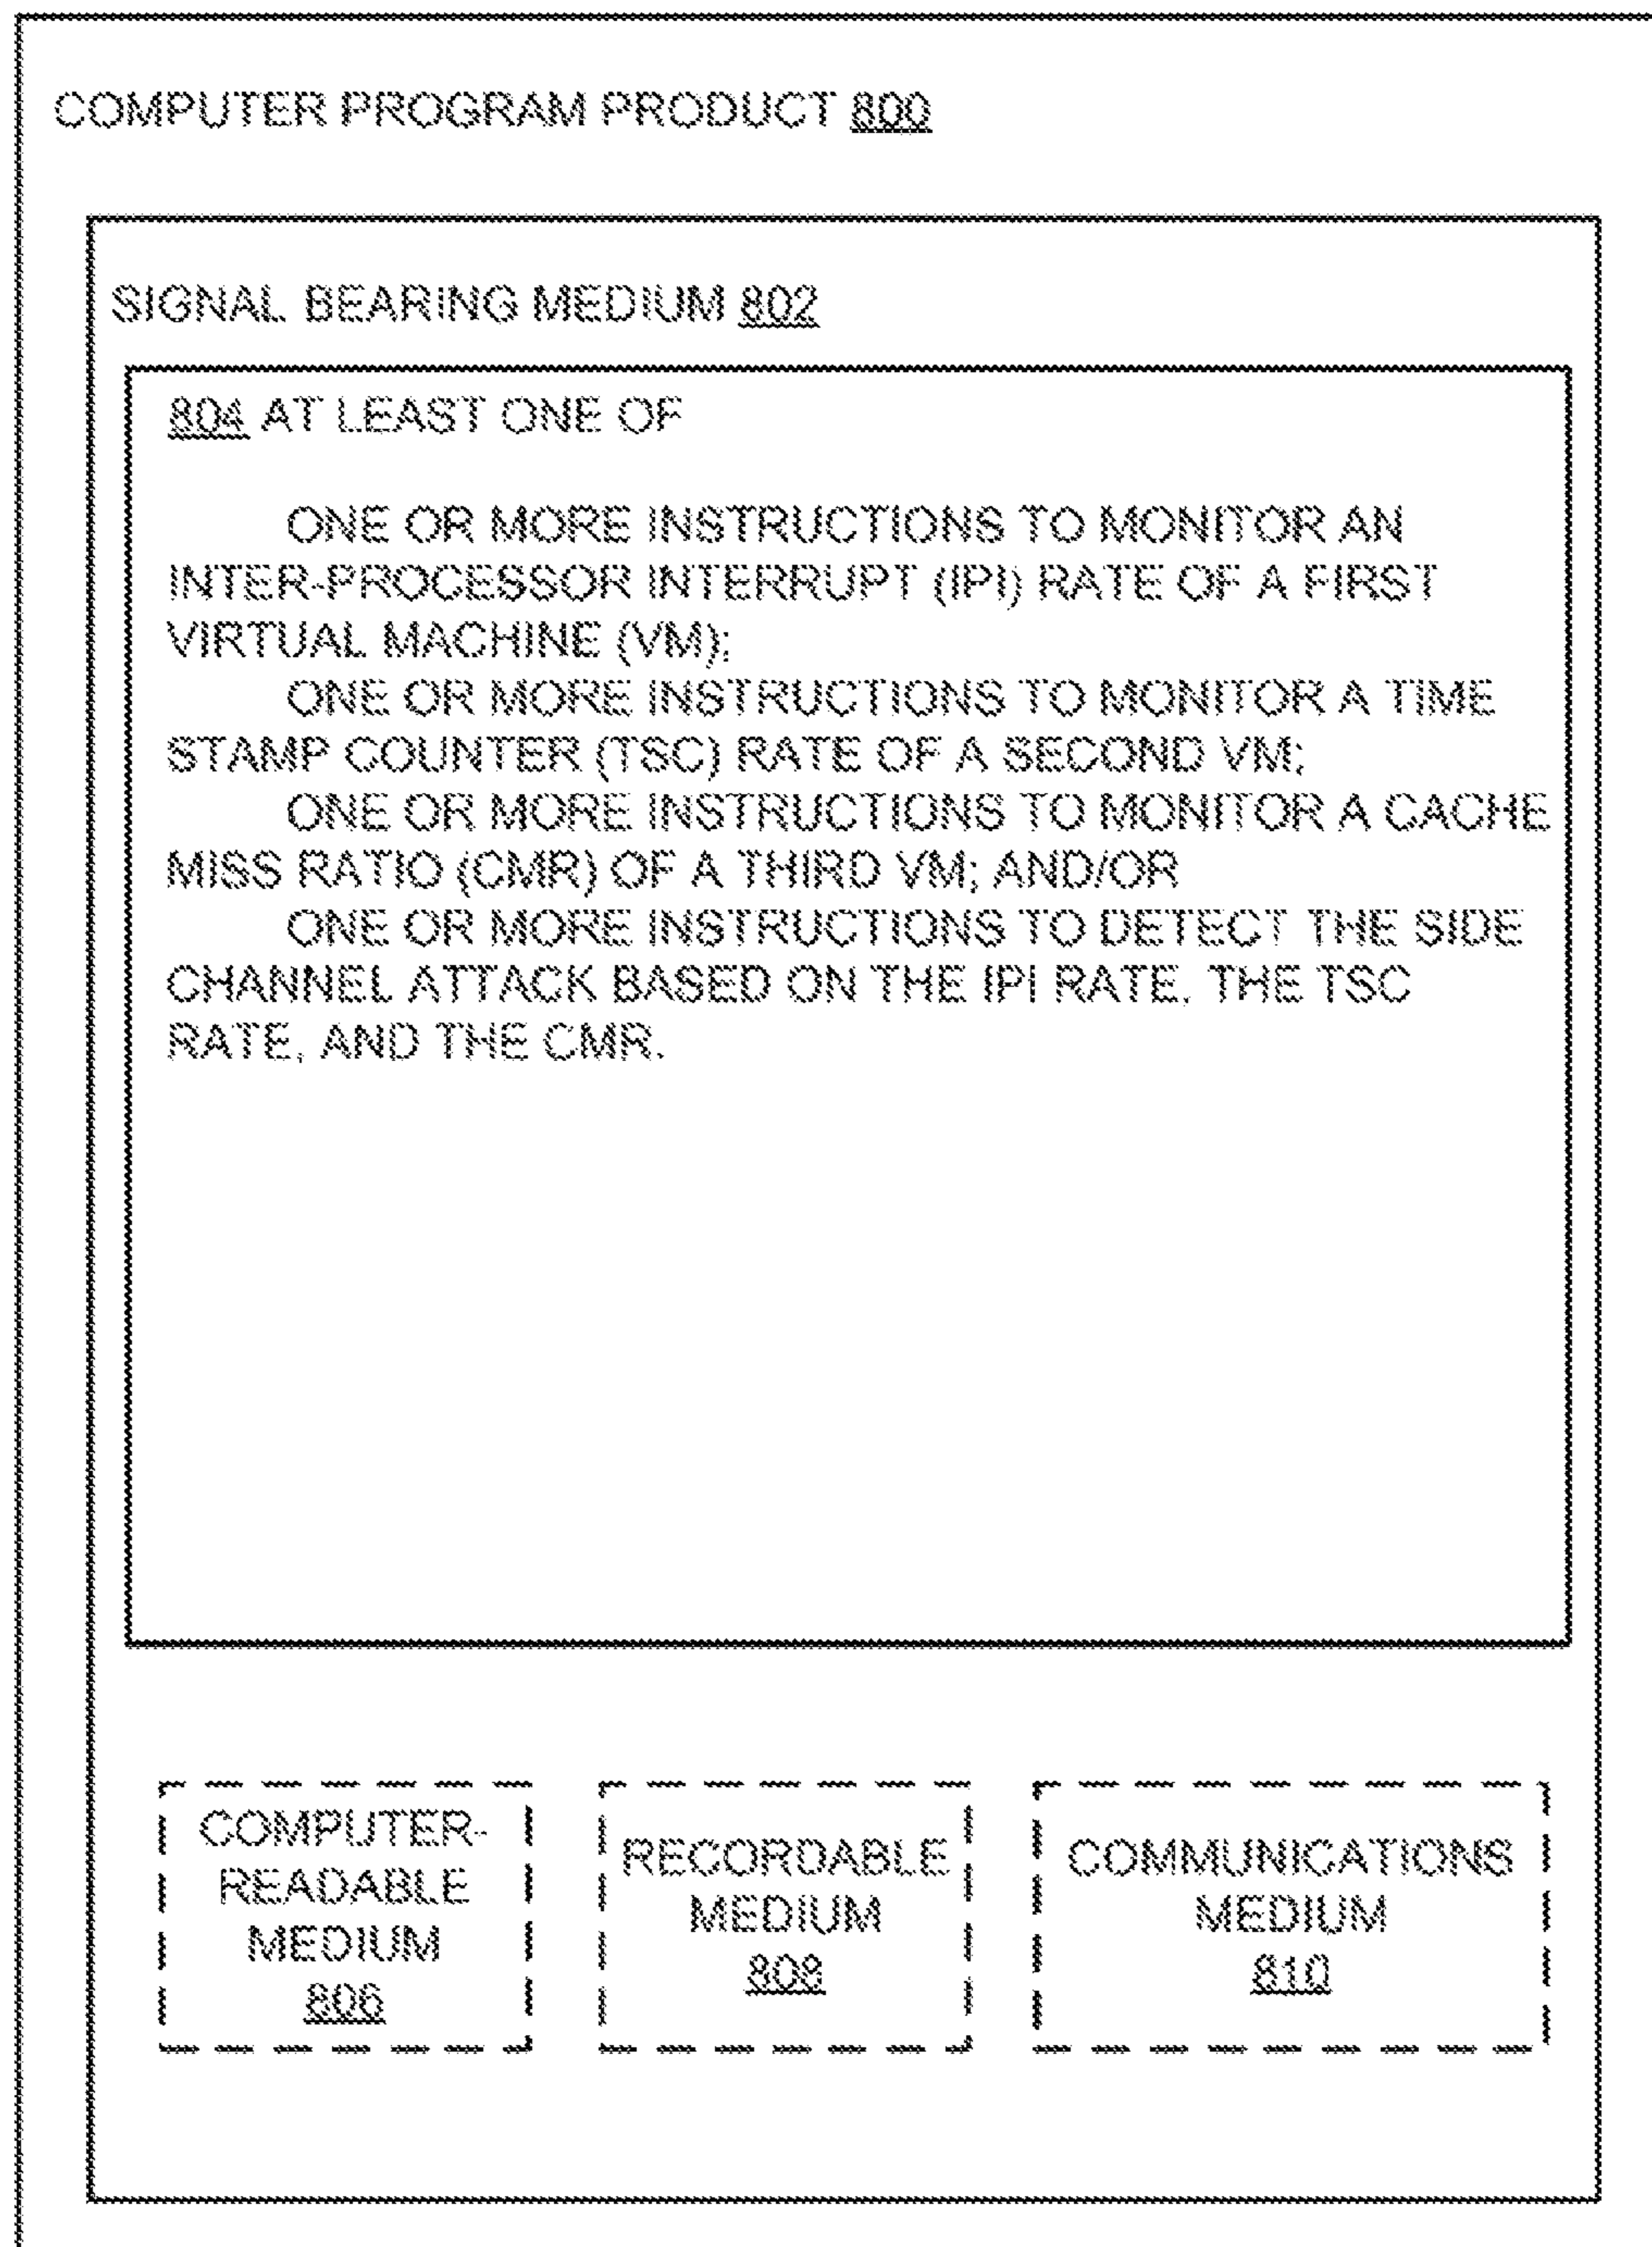 COMPUTER PROGRAM PRODUCT 800
SIGNAL BEARING MEDIUM 802
804 AT LEAST ONE OF
ONE OR MORE INSTRUCTIONS TO MONITOR AN
INTER-PROCESSOR INTERRUPT (IPI) RATE OF A FIRST
VIRTUAL MACHINE (VM);
ONE OR MORE INSTRUCTIONS TO MONITOR A TIME
STAMP COUNTER (TSC) RATE OF A SECOND VM;
ONE OR MORE INSTRUCTIONS TO MONITOR A CACHE
MISS RATIO (CMR) OF A THIRD VM; AND/OR
ONE OR MORE INSTRUCTIONS TO DETECT THE SIDE
CHANNEL ATTACK BASED ON THE IPI RATE, THE TSC
RATE, AND THE CMR.
COMPUTER-
READABLE
MEDIUM
806
RECORDABLE
MEDIUM
808
COMMUNICATIONS
MEDIUM
810